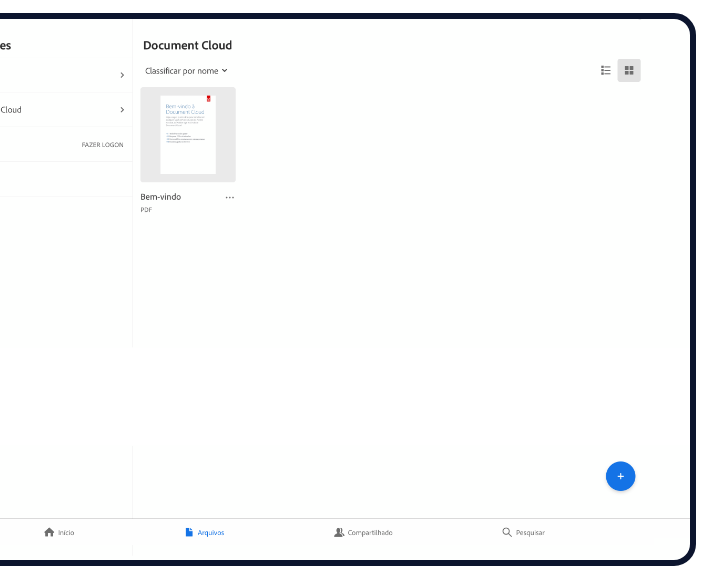 es
Document Cloud
Classificar por nome
Cloud
FAZER LOGON
Bem-vindo à
Document Cloud
Bem-vindo
PDF
Início
Arquivos
Compartilhado
Pesquisar